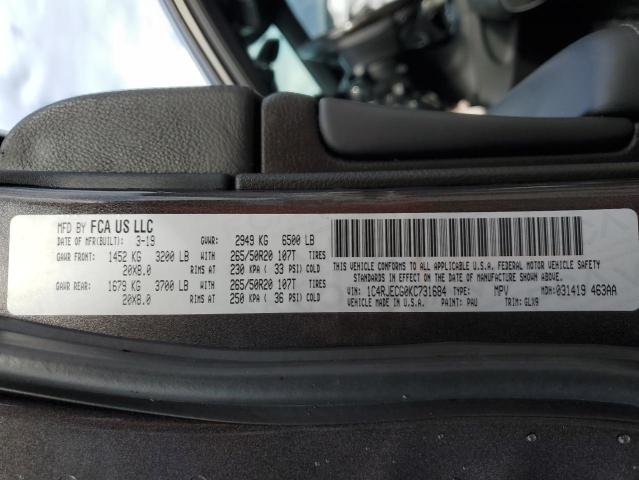 MFD BY FCA US LLC
DATE OF MFR(BUILT): 3-19 GVWR: 2949 KG 6500 LB
GAWR FRONT: 1452 KG 3200 LB 265/50R20 107T TIRES
20X8.0 RIMS AT 230 KPA ( 33 PSI) COLD
GAWR REAR: 1679 KG 3700 LB 265/50R20 107T TIRES
20X8.0 RIMS AT 250 KPA ( 36 PSI) COLD
THIS VEHICLE CONFORMS TO ALL APPLICABLE U.S.A. FEDERAL MOTOR VEHICLE SAFETY
STANDARDS IN EFFECT ON THE DATE OF MANUFACTURE SHOWN ABOVE.
VIN: 1C4RJECG0KC731684 TYPE: MPV MDH:031419 463AA
VEHICLE MADE IN U.S.A. PAINT: PAU TRIM: GLX9